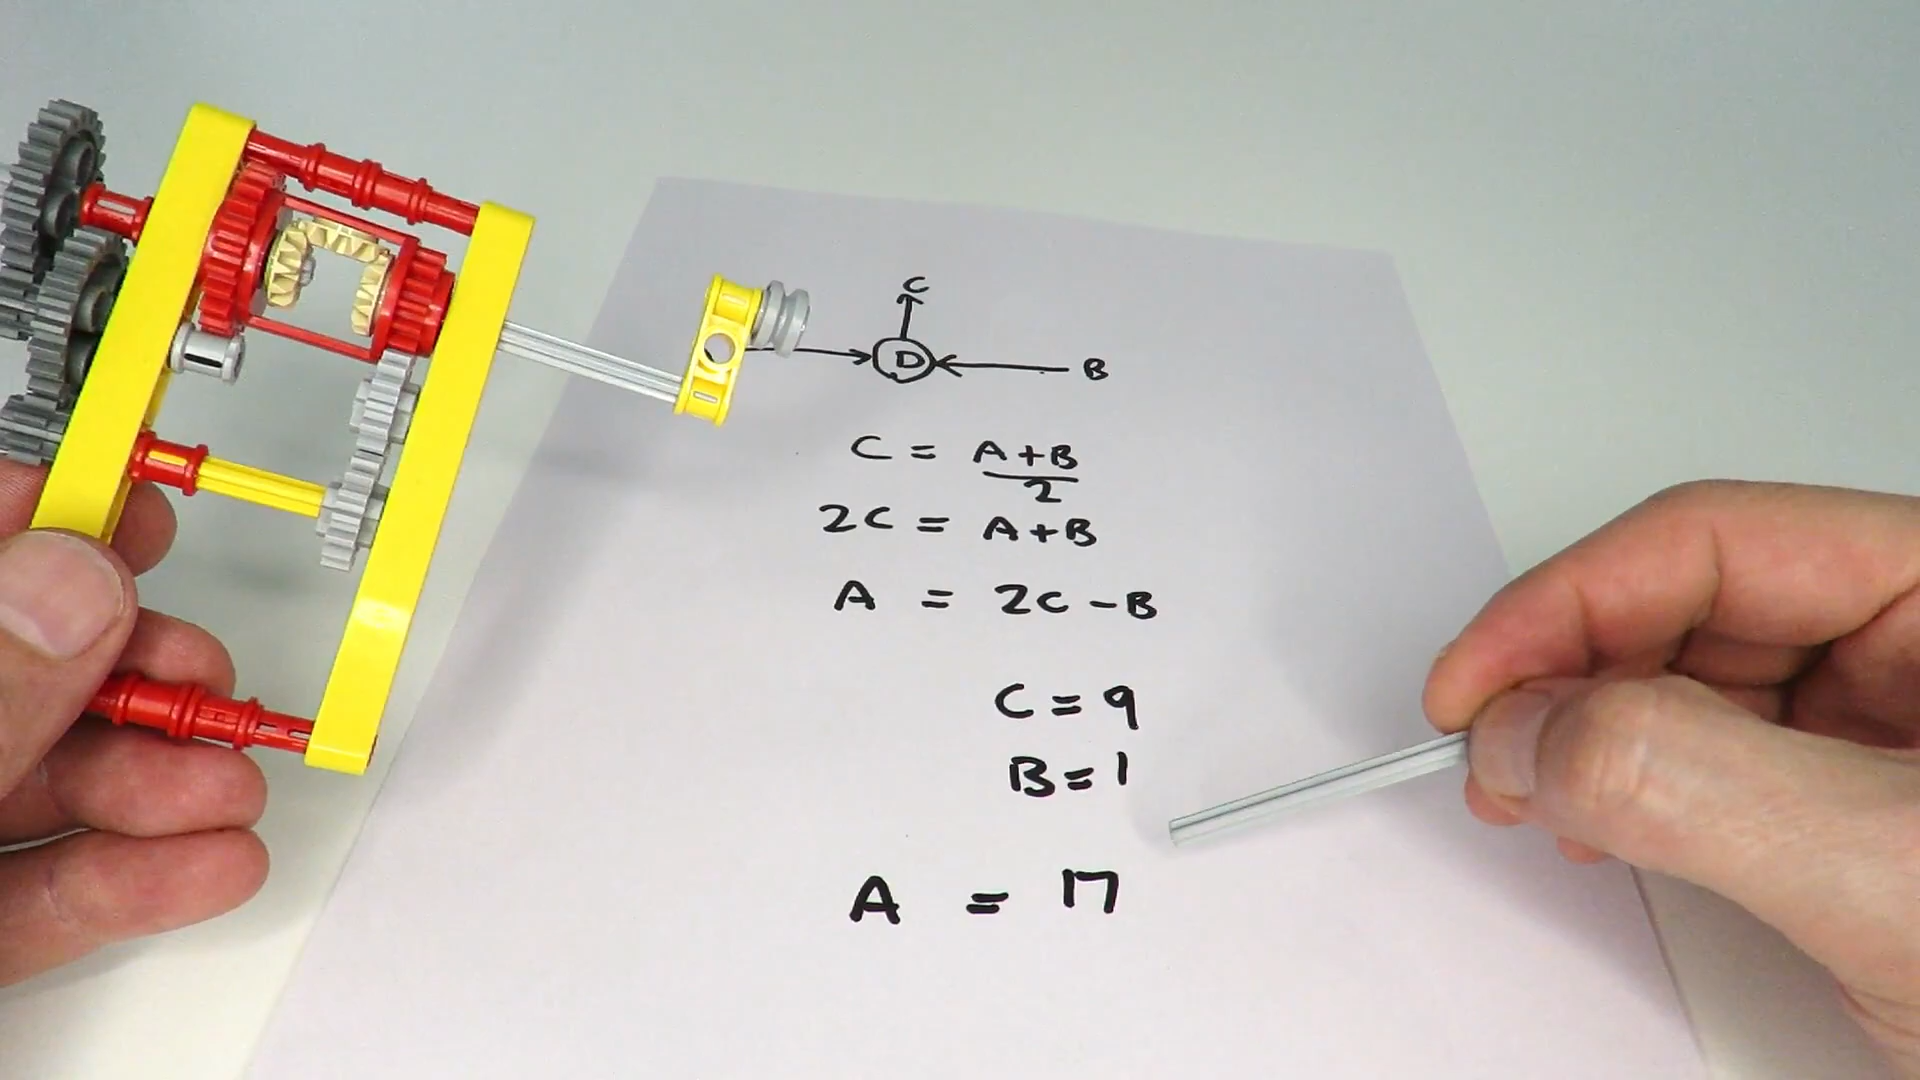 C
D
B
C = A+B
2
2C = A+B
A = 2C - B
C = 9
B = 1
A = 17